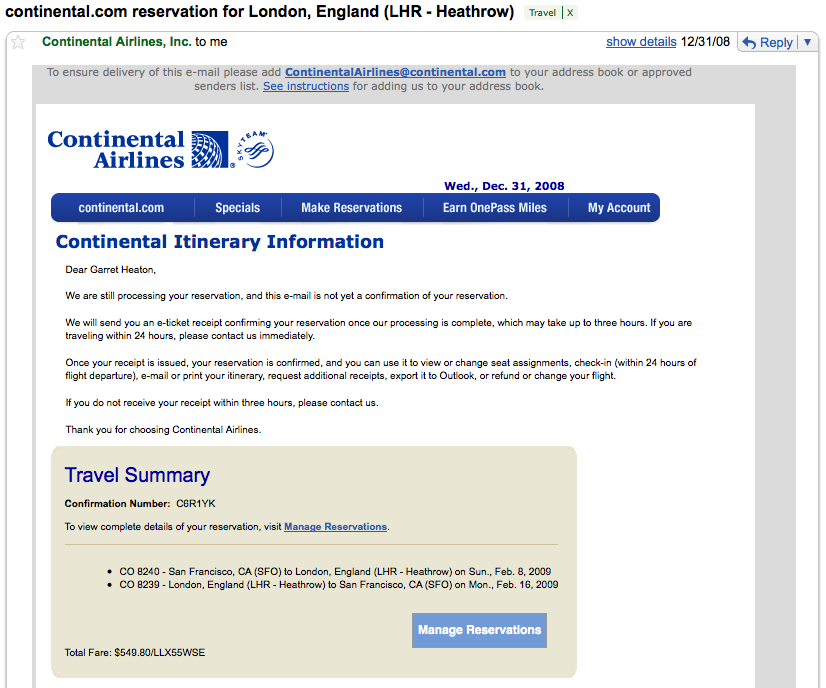 continental.com reservation for London, England (LHR - Heathrow) Travel X
Continental Airlines, Inc. to me show details 12/31/08 Reply
To ensure delivery of this e-mail please add ContinentalAirlines@continental.com to your address book or approved
senders list. See instructions for adding us to your address book.
Continental
Airlines
SKYTEAM
Wed., Dec. 31, 2008
continental.com Specials Make Reservations Earn OnePass Miles My Account
Continental Itinerary Information
Dear Garret Heaton,
We are still processing your reservation, and this e-mail is not yet a confirmation of your reservation.
We will send you an e-ticket receipt confirming your reservation once our processing is complete, which may take up to three hours. If you are
traveling within 24 hours, please contact us immediately.
Once your receipt is issued, your reservation is confirmed, and you can use it to view or change seat assignments, check-in (within 24 hours of
flight departure), e-mail or print your itinerary, request additional receipts, export it to Outlook, or refund or change your flight.
If you do not receive your receipt within three hours, please contact us.
Thank you for choosing Continental Airlines.
Travel Summary
Confirmation Number: C6R1YK
To view complete details of your reservation, visit Manage Reservations.
• CO 8240 - San Francisco, CA (SFO) to London, England (LHR - Heathrow) on Sun., Feb. 8, 2009
• CO 8239 - London, England (LHR - Heathrow) to San Francisco, CA (SFO) on Mon., Feb. 16, 2009
Manage Reservations
Total Fare: $549.80/LLX55WSE